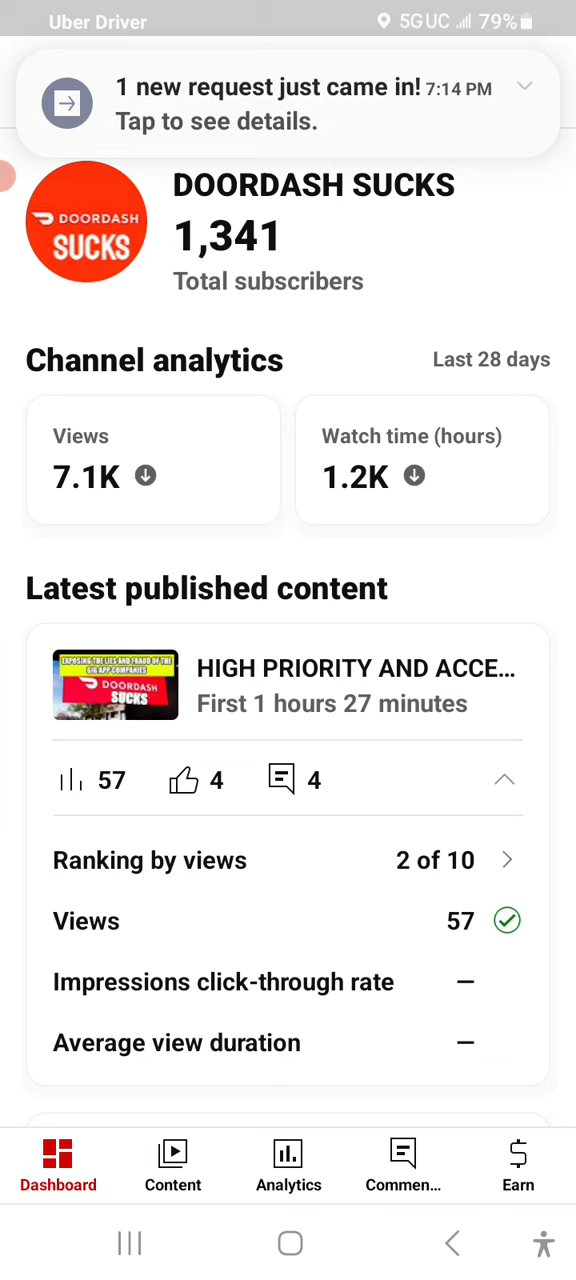 Uber Driver 5G UC 79%
1 new request just came in! 7:14 PM
Tap to see details.
DOORDASH
SUCKS
DOORDASH SUCKS
1,341
Total subscribers
Channel analytics Last 28 days
Views
7.1K
Watch time (hours)
1.2K
Latest published content
EXPOSING THE LIES AND FRAUD OF THE
GIG APP COMPANIES
DOORDASH
SUCKS
HIGH PRIORITY AND ACCE...
First 1 hours 27 minutes
57 4 4
Ranking by views 2 of 10
Views 57
Impressions click-through rate —
Average view duration —
Dashboard Content Analytics Commen... Earn